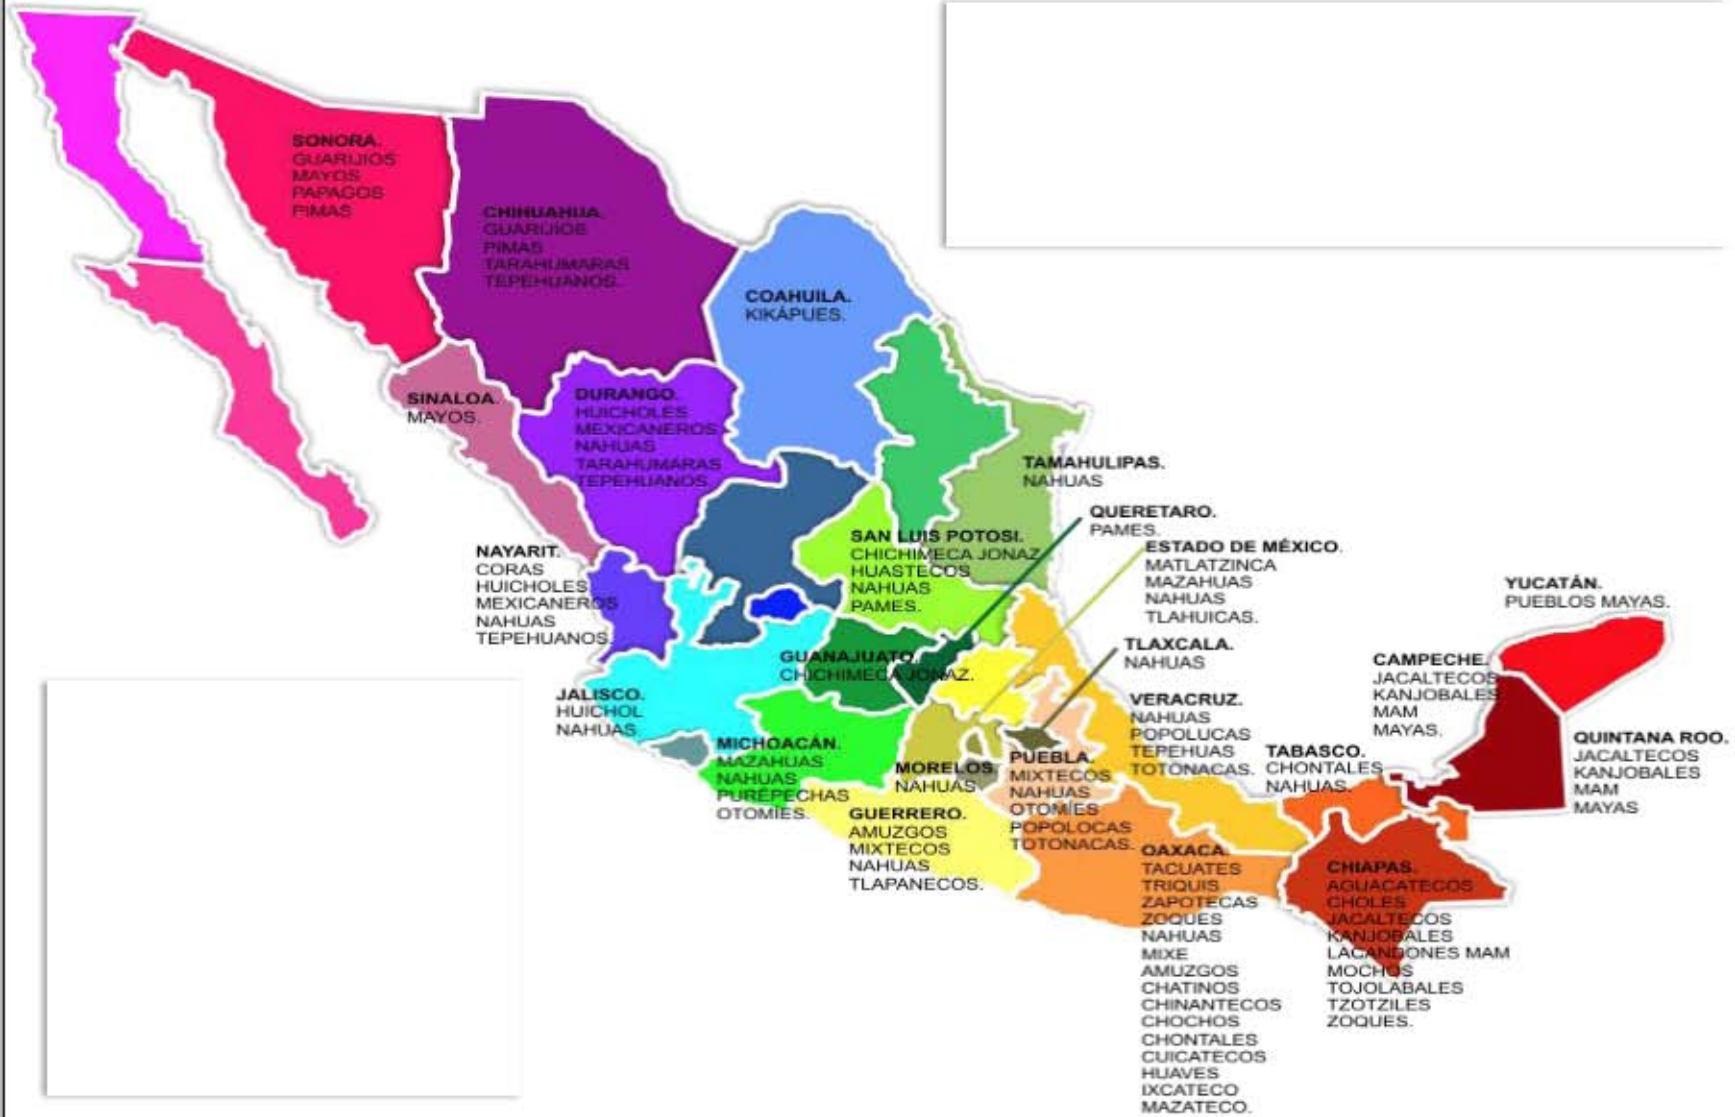 SONORA.
GUARIJIOS
MAYOS
PAPAGOS
PIMAS
CHIHUAHUA.
GUARIJIOS
PIMAS
TARAHUMARAS
TEPEHUANOS.
COAHUILA.
KIKÁPUES.
SINALOA.
MAYOS.
DURANGO.
HUICHOLES
MEXICANEROS
NAHUAS
TARAHUMARAS
TEPEHUANOS
TAMAHULIPAS.
NAHUAS
QUERETARO.
PAMES.
SAN LUIS POTOSI.
CHICHIMECA JONAZ
HUASTECOS
NAHUAS
PAMES.
ESTADO DE MÉXICO.
MATLATZINCA
MAZAHUAS
NAHUAS
TLAHUICAS.
NAYARIT.
CORAS
HUICHOLES
MEXICANEROS
NAHUAS
TEPEHUANOS.
YUCATÁN.
PUEBLOS MAYAS.
TLAXCALA.
NAHUAS
GUANAJUATO.
CHICHIMECA JONAZ.
CAMPECHE.
JACALTECOS
KANJOBALES
MAM
MAYAS.
JALISCO.
HUICHOL
NAHUAS
VERACRUZ.
NAHUAS
POPOLUCAS
TEPEHUAS
TOTONACAS.
QUINTANA ROO.
JACALTECOS
KANJOBALES
MAM
MAYAS
MICHOACÁN.
MAZAHUAS
NAHUAS
PURÉPECHAS
OTOMÍES.
TABASCO.
CHONTALES
NAHUAS.
PUEBLA.
MIXTECOS
NAHUAS
OTOMÍES
POPOLOCAS
TOTONACAS.
MORELOS
NAHUAS
GUERRERO.
AMUZGOS
MIXTECOS
NAHUAS
TLAPANECOS.
OAXACA.
TACUATES
TRIQUIS
ZAPOTECAS
ZOQUES
NAHUAS
MIXE
AMUZGOS
CHATINOS
CHINANTECOS
CHOCHOS
CHONTALES
CUICATECOS
HUAVES
IXCATECO
MAZATECO.
CHIAPAS.
AGUACATECOS
CHOLES
JACALTECOS
KANJOBALES
LACANDONES MAM
MOCHOS
TOJOLABALES
TZOTZILES
ZOQUES.